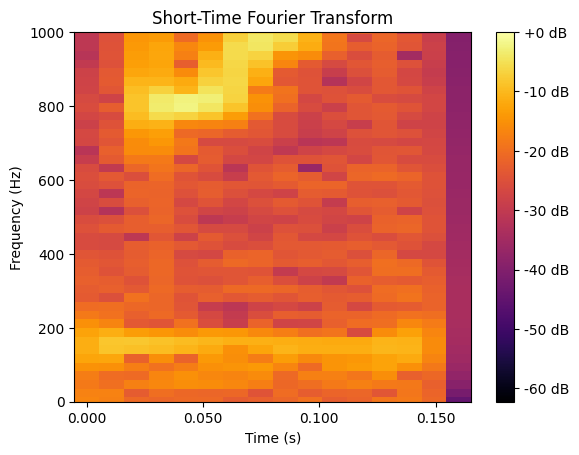 Short-Time Fourier Transform
1000
800
600
400
200
0
Frequency (Hz)
0.000
0.050
0.100
0.150
Time (s)
+0 dB
-10 dB
-20 dB
-30 dB
-40 dB
-50 dB
-60 dB